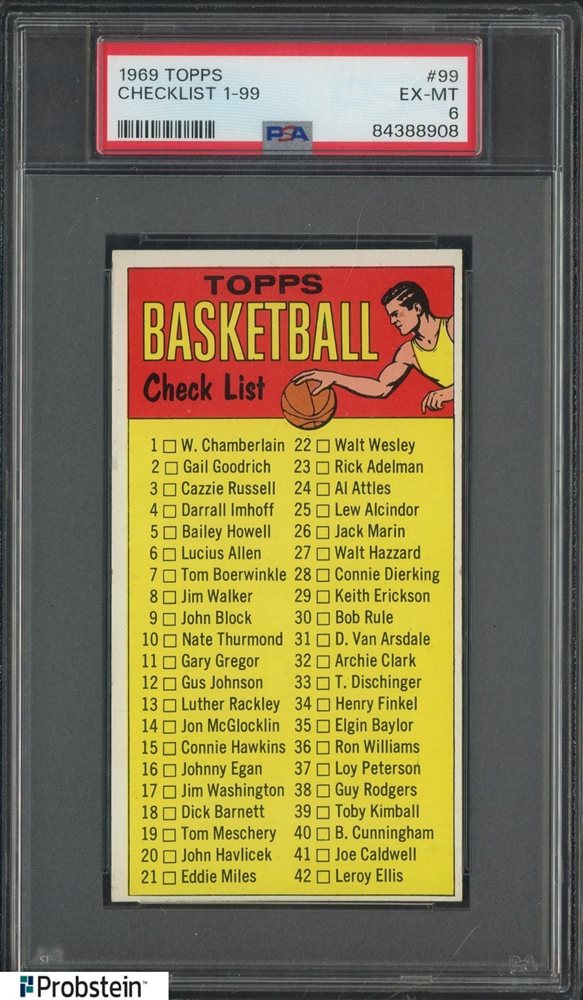 1969 TOPPS #99
CHECKLIST 1-99 EX-MT
6
PSA 84388908
TOPPS
BASKETBALL
Check List
1 □ W. Chamberlain 22 □ Walt Wesley
2 □ Gail Goodrich 23 □ Rick Adelman
3 □ Cazzie Russell 24 □ Al Attles
4 □ Darrall Imhoff 25 □ Lew Alcindor
5 □ Bailey Howell 26 □ Jack Marin
6 □ Lucius Allen 27 □ Walt Hazzard
7 □ Tom Boerwinkle 28 □ Connie Dierking
8 □ Jim Walker 29 □ Keith Erickson
9 □ John Block 30 □ Bob Rule
10 □ Nate Thurmond 31 □ D. Van Arsdale
11 □ Gary Gregor 32 □ Archie Clark
12 □ Gus Johnson 33 □ T. Dischinger
13 □ Luther Rackley 34 □ Henry Finkel
14 □ Jon McGlocklin 35 □ Elgin Baylor
15 □ Connie Hawkins 36 □ Ron Williams
16 □ Johnny Egan 37 □ Loy Peterson
17 □ Jim Washington 38 □ Guy Rodgers
18 □ Dick Barnett 39 □ Toby Kimball
19 □ Tom Meschery 40 □ B. Cunningham
20 □ John Havlicek 41 □ Joe Caldwell
21 □ Eddie Miles 42 □ Leroy Ellis
PSA
Probstein™